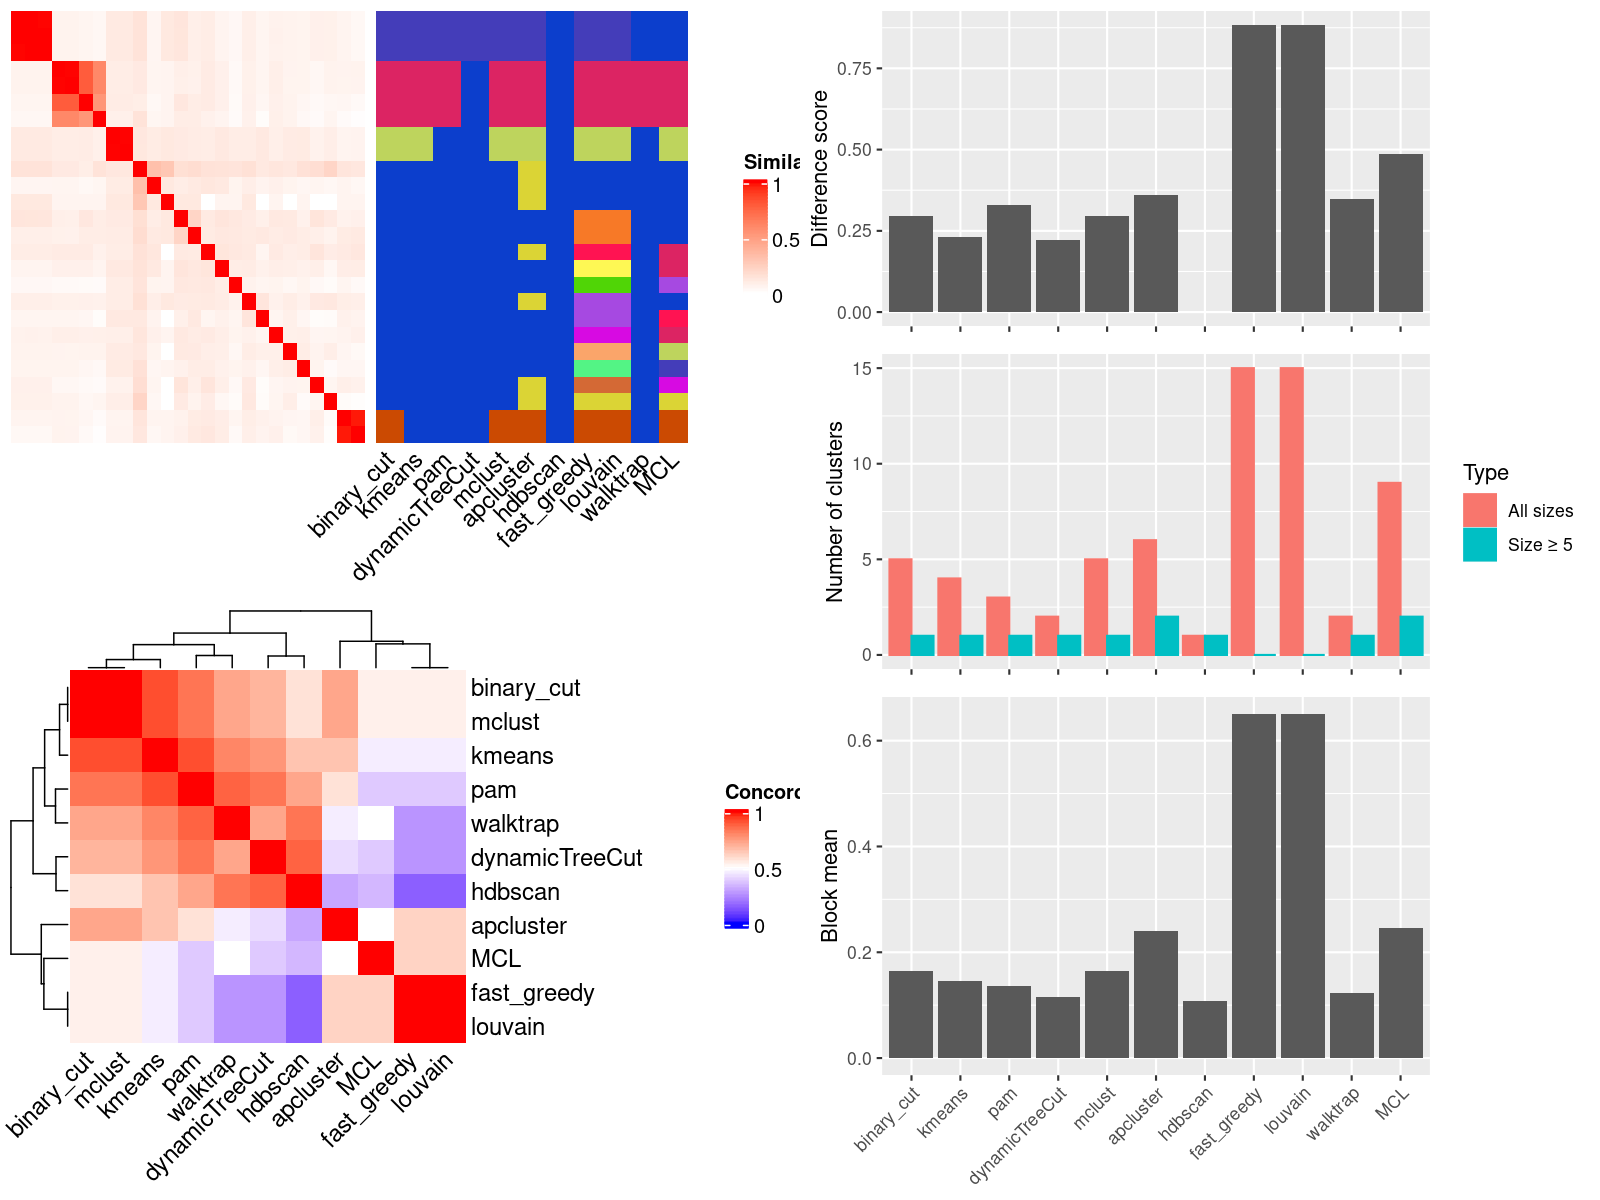 Simila
1
0.5
0
binary_cut
kmeans
pam
dynamicTreeCut
mclust
apcluster
hdbscan
fast_greedy
louvain
walktrap
MCL
binary_cut
mclust
kmeans
pam
walktrap
dynamicTreeCut
hdbscan
apcluster
MCL
fast_greedy
louvain
binary_cut
mclust
kmeans
pam
walktrap
dynamicTreeCut
hdbscan
apcluster
MCL
fast_greedy
louvain
Concord
1
0.5
0
Difference score
0.75
0.50
0.25
0.00
Number of clusters
15
10
5
0
Type
All sizes
Size ≥ 5
Block mean
0.6
0.4
0.2
0.0
binary_cut
kmeans
pam
dynamicTreeCut
mclust
apcluster
hdbscan
fast_greedy
louvain
walktrap
MCL